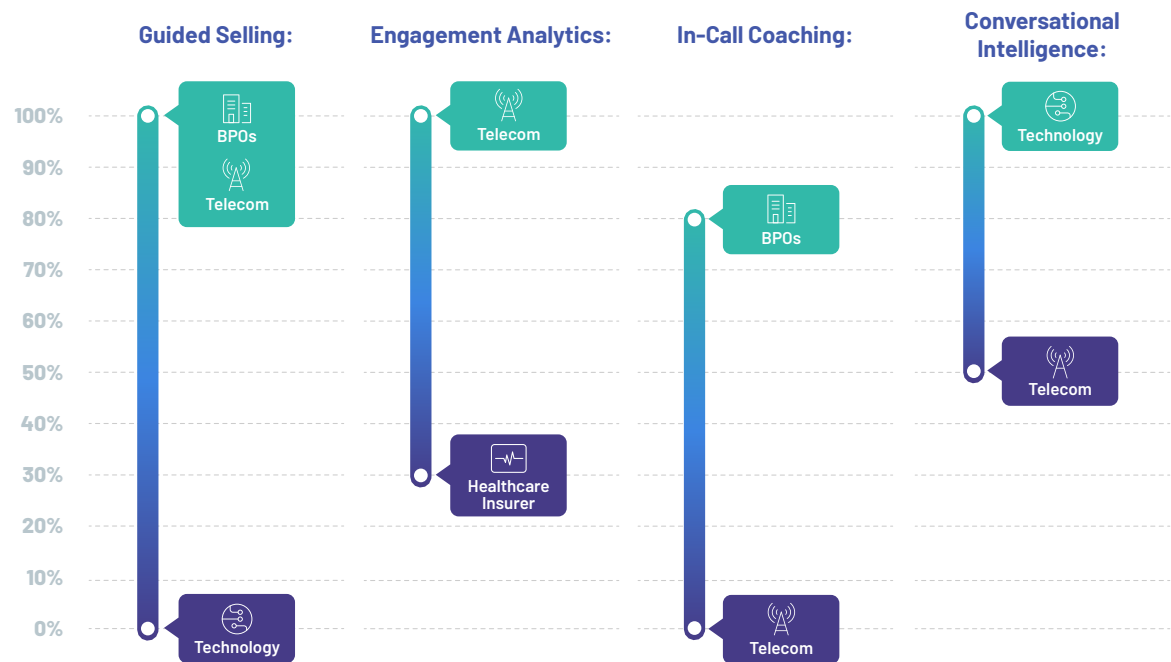 Guided Selling:
Engagement Analytics:
In-Call Coaching:
Conversational
Intelligence:
100%
90%
80%
70%
60%
50%
40%
30%
20%
10%
0%
BPOs
Telecom
Technology
Telecom
Healthcare
Insurer
BPOs
Telecom
Technology
Telecom